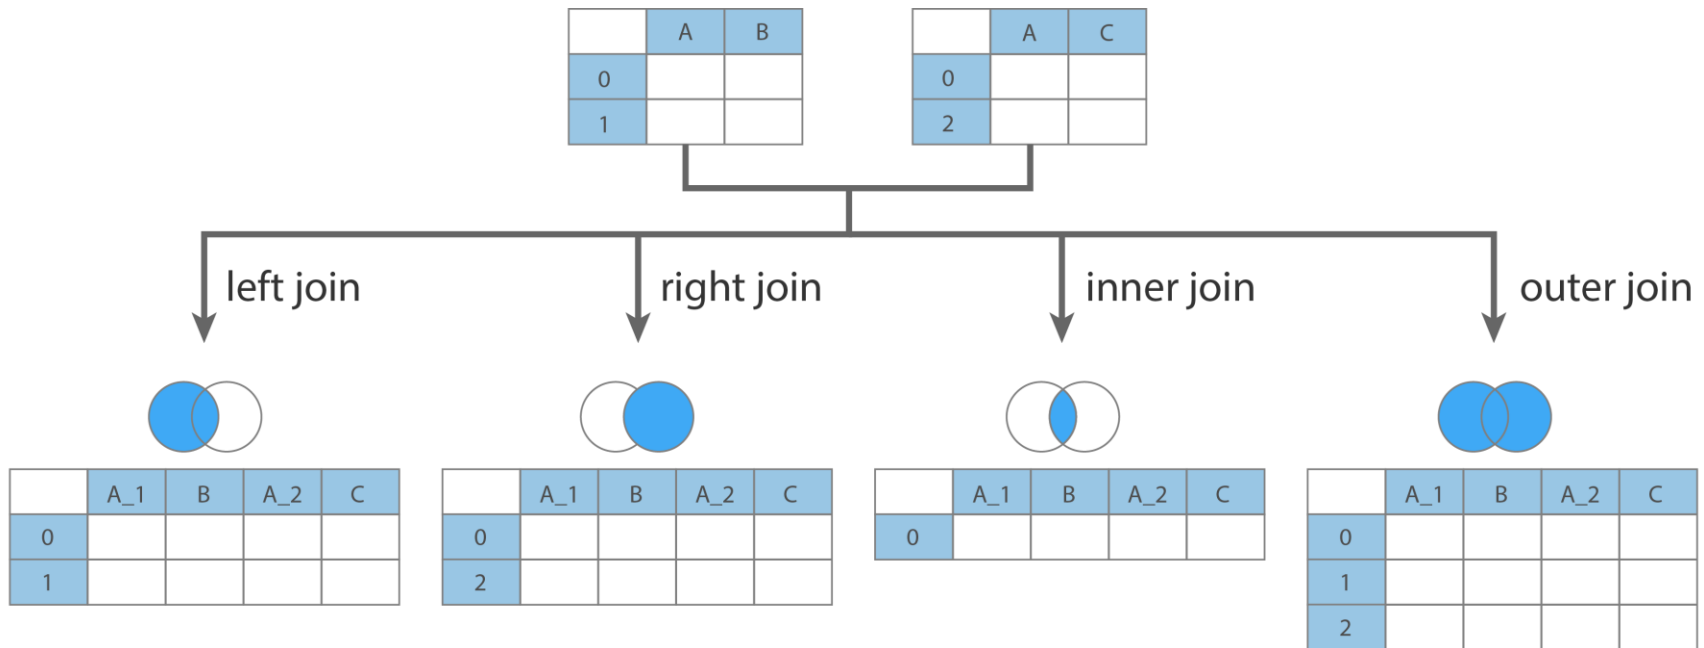 A B
0
1
A C
0
2
left join
right join
inner join
outer join
A_1 B A_2 C
0
1
A_1 B A_2 C
0
2
A_1 B A_2 C
0
A_1 B A_2 C
0
1
2